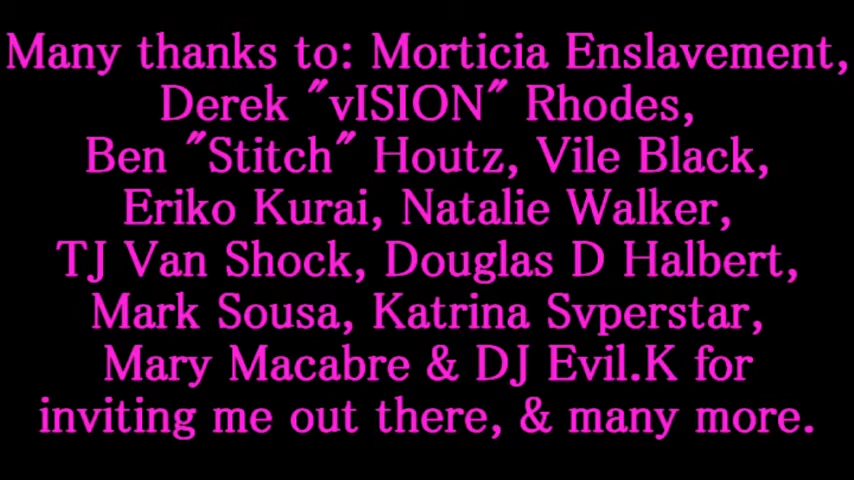 Many thanks to: Morticia Enslavement,
Derek "vISION" Rhodes,
Ben "Stitch" Houtz, Vile Black,
Eriko Kurai, Natalie Walker,
TJ Van Shock, Douglas D Halbert,
Mark Sousa, Katrina Svperstar,
Mary Macabre & DJ Evil.K for
inviting me out there, & many more.